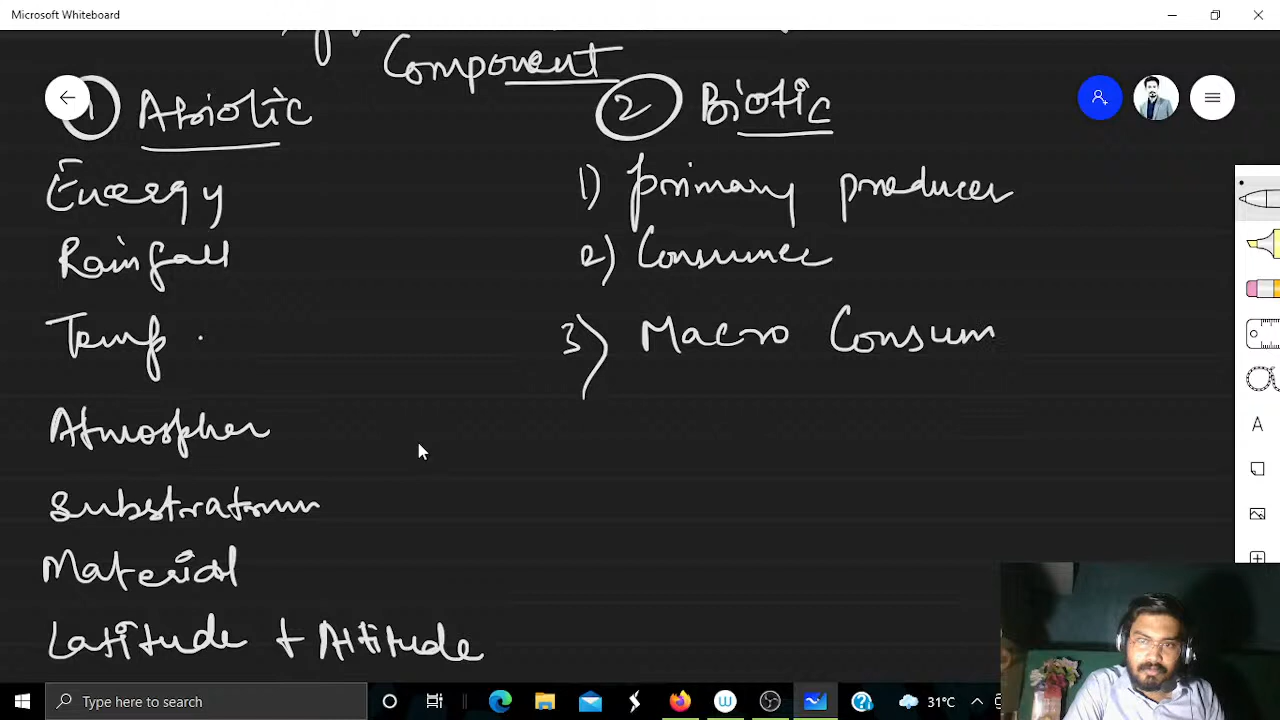 Microsoft Whiteboard
Component
1 Abiotic
2 Biotic
Energy
1) primary producer
Rainfall
2) Consumer
Temp.
3) Macro Consum
Atmospher
Substratum
Material
Latitude + Altitude
Type here to search
31°C